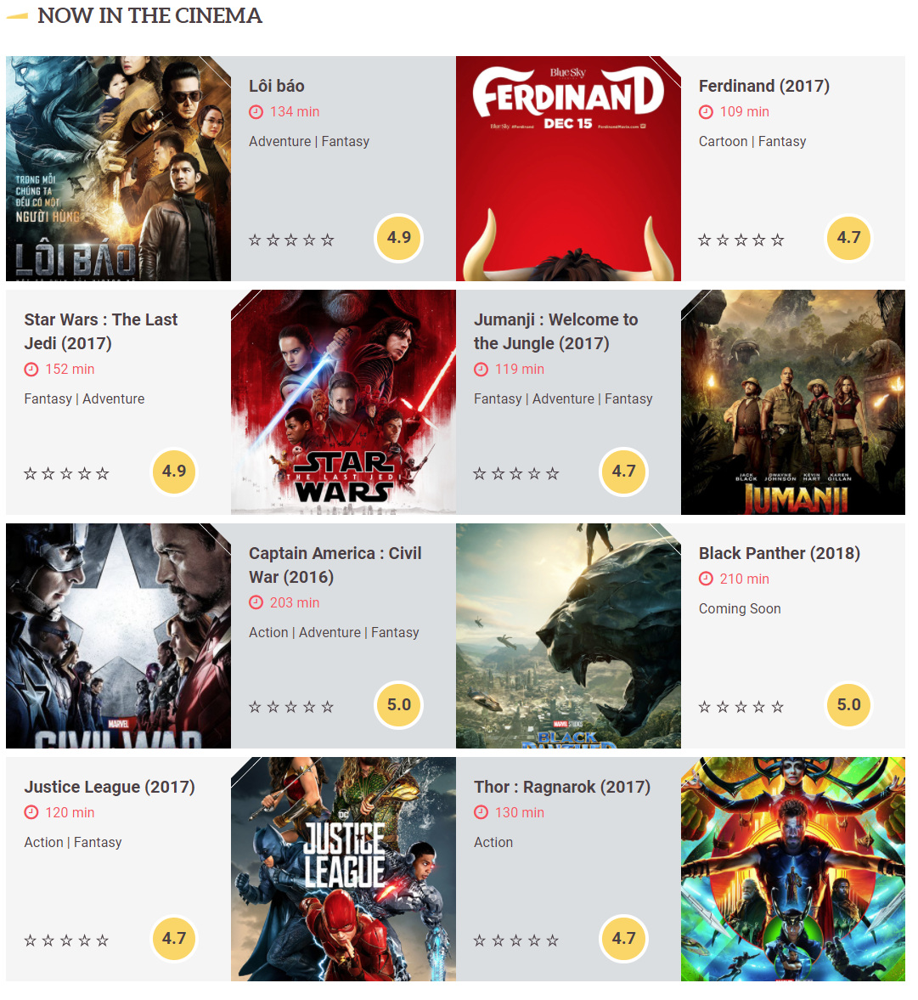 NOW IN THE CINEMA
TRONG MỖI
CHÚNG TA
ĐỀU CÓ MỘT
NGƯỜI HÙNG
LÔI BÁO
Lôi báo
134 min
Adventure | Fantasy
4.9
Blue Sky
FERDINAND
DEC 15
Blue Sky #Ferdinand
FerdinandMovie.com
Ferdinand (2017)
109 min
Cartoon | Fantasy
4.7
Star Wars : The Last
Jedi (2017)
152 min
Fantasy | Adventure
4.9
STAR
THE LAST JEDI
WARS
Jumanji : Welcome to
the Jungle (2017)
119 min
Fantasy | Adventure | Fantasy
4.7
JACK BLACK DWAYNE JOHNSON KEVIN HART KAREN GILLAN
JUMANJI
MARVEL
CIVIL WAR
Captain America : Civil
War (2016)
203 min
Action | Adventure | Fantasy
5.0
MARVEL STUDIOS
BLACK
PANTHER
Black Panther (2018)
210 min
Coming Soon
5.0
Justice League (2017)
120 min
Action | Fantasy
4.7
DC
JUSTICE
LEAGUE
Thor : Ragnarok (2017)
130 min
Action
4.7